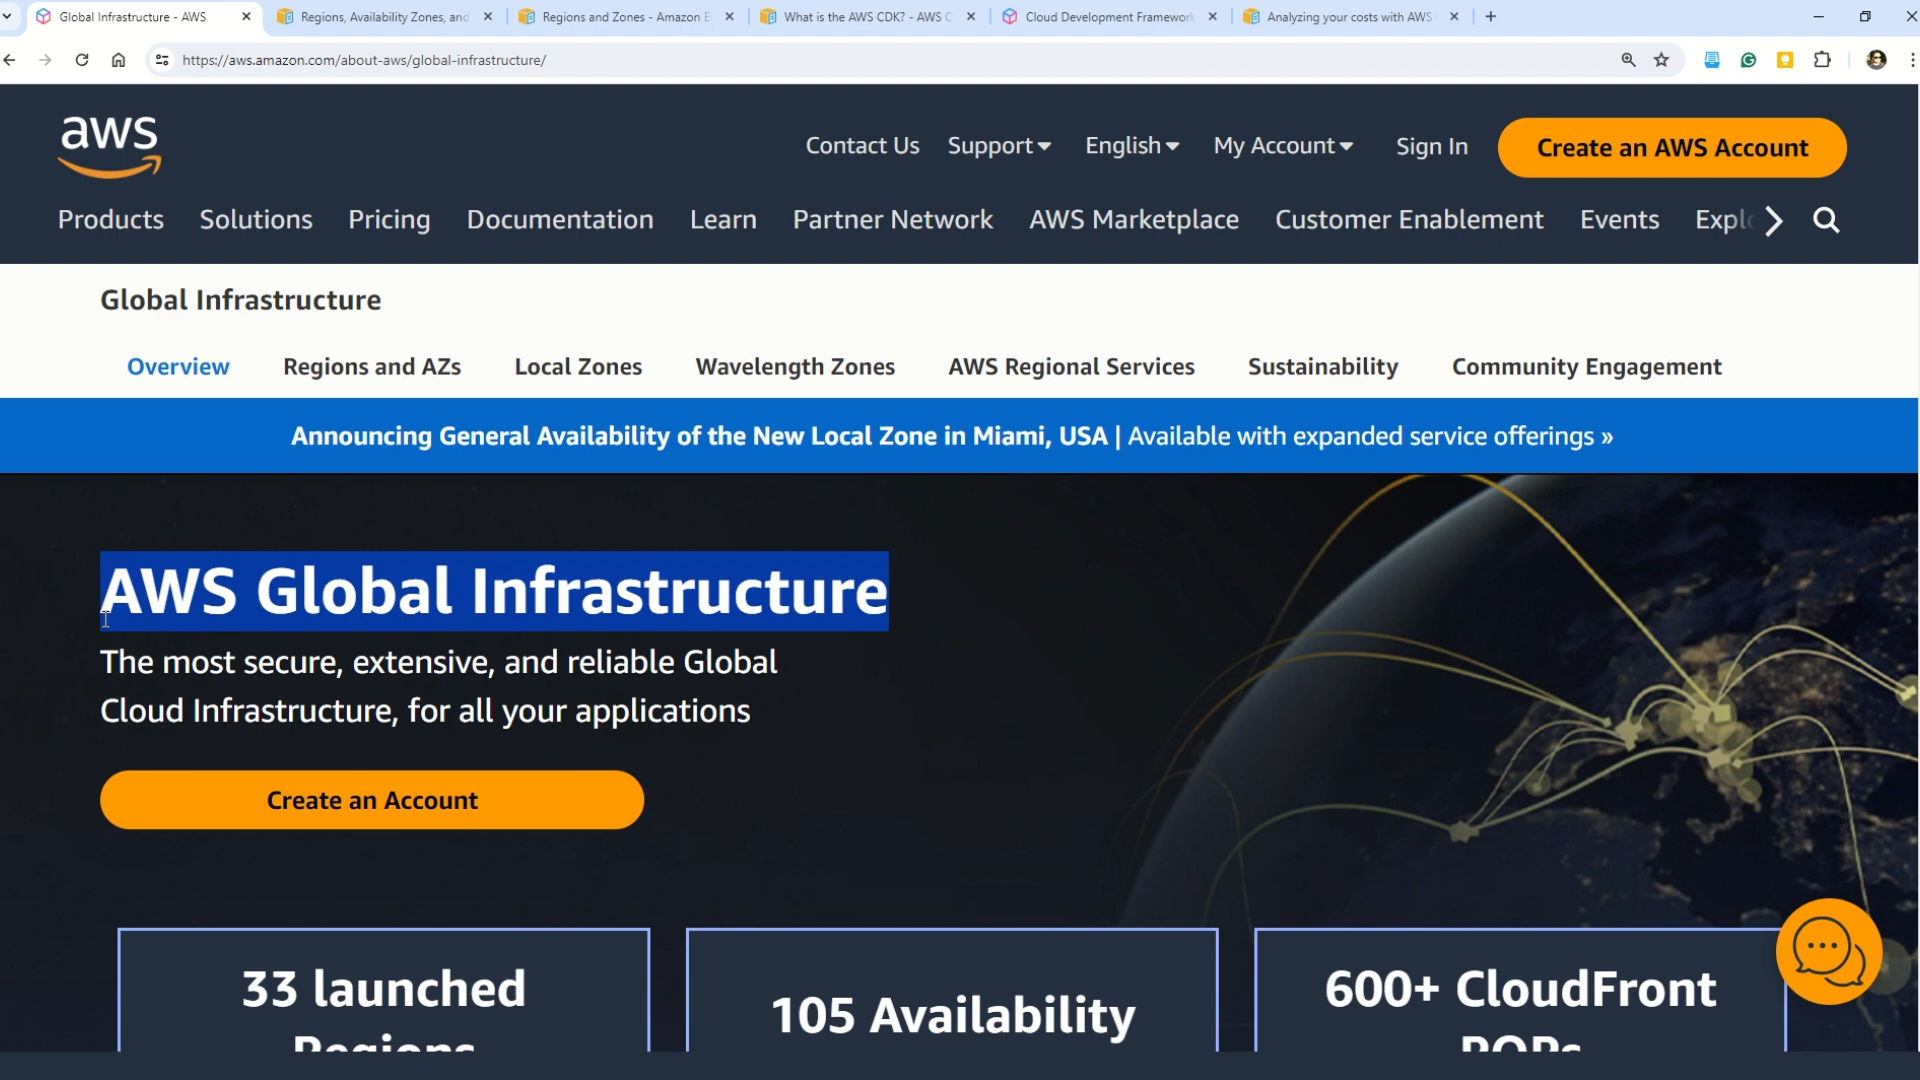 Global Infrastructure - AWS
Regions, Availability Zones, and
Regions and Zones - Amazon E
What is the AWS CDK? - AWS C
Cloud Development Framework
Analyzing your costs with AWS
https://aws.amazon.com/about-aws/global-infrastructure/
aws
Contact Us Support English My Account Sign In Create an AWS Account
Products Solutions Pricing Documentation Learn Partner Network AWS Marketplace Customer Enablement Events Explo
Global Infrastructure
Overview Regions and AZs Local Zones Wavelength Zones AWS Regional Services Sustainability Community Engagement
Announcing General Availability of the New Local Zone in Miami, USA | Available with expanded service offerings »
AWS Global Infrastructure
The most secure, extensive, and reliable Global
Cloud Infrastructure, for all your applications
Create an Account
33 launched
Regions
105 Availability
600+ CloudFront
POPs